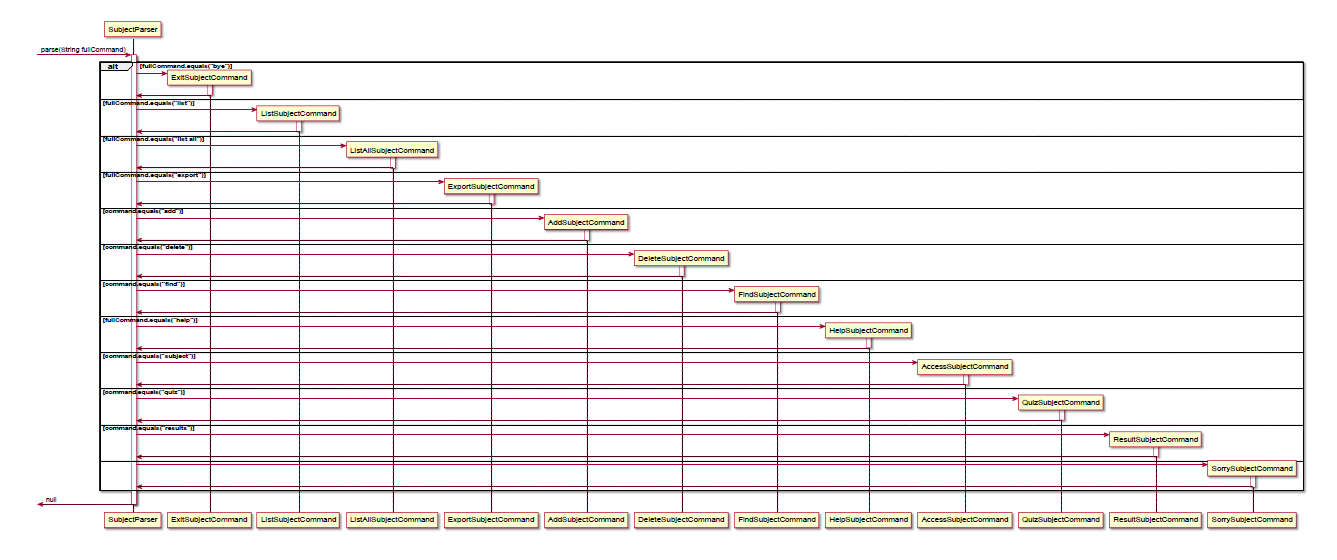 SubjectParser
parse(String fullCommand)
alt
[fullCommand.equals("bye")]
ExitSubjectCommand
[fullCommand.equals("list")]
ListSubjectCommand
[fullCommand.equals("list all")]
ListAllSubjectCommand
[fullCommand.equals("export")]
ExportSubjectCommand
[command.equals("add")]
AddSubjectCommand
[command.equals("delete")]
DeleteSubjectCommand
[command.equals("find")]
FindSubjectCommand
[fullCommand.equals("help")]
HelpSubjectCommand
[command.equals("subject")]
AccessSubjectCommand
[command.equals("quiz")]
QuizSubjectCommand
[command.equals("results")]
ResultSubjectCommand
SorrySubjectCommand
null
SubjectParser ExitSubjectCommand ListSubjectCommand ListAllSubjectCommand ExportSubjectCommand AddSubjectCommand DeleteSubjectCommand FindSubjectCommand HelpSubjectCommand AccessSubjectCommand QuizSubjectCommand ResultSubjectCommand SorrySubjectCommand